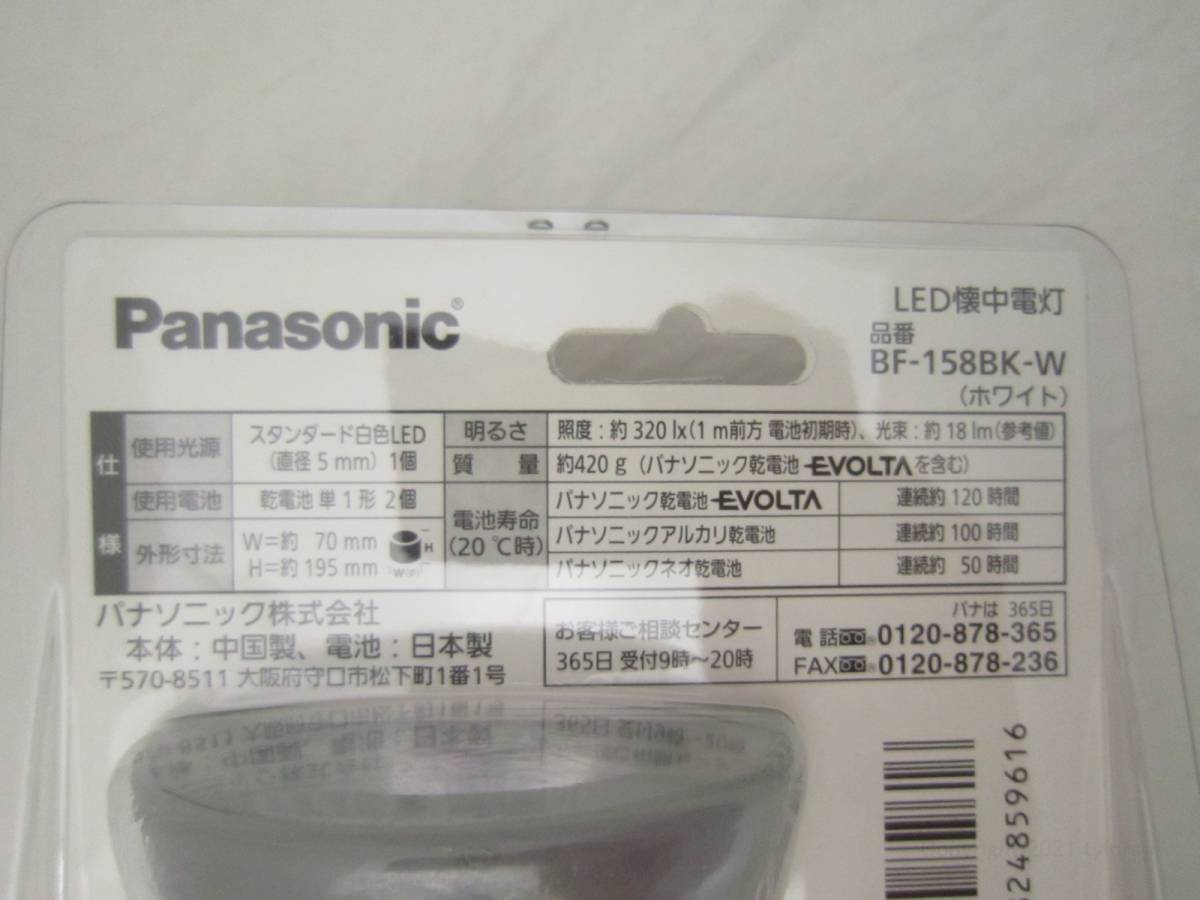 Panasonic®
LED懐中電灯
品番
BF-158BK-W
(ホワイト)
仕様
使用光源
スタンダード白色LED
(直径 5 mm) 1個
使用電池
乾電池 単1形 2個
外形寸法
W=約 70 mm
H=約 195 mm
H
明るさ
照度:約 320 lx(1 m前方 電池初期時)、光束:約 18 lm(参考値)
質 量
約420 g (パナソニック乾電池 EVOLTAを含む)
電池寿命
(20 ℃時)
パナソニック乾電池 EVOLTA
連続約 120 時間
パナソニックアルカリ乾電池
連続約 100 時間
パナソニックネオ乾電池
連続約 50 時間
パナソニック株式会社
本体:中国製、電池:日本製
〒570-8511 大阪府守口市松下町1番1号
お客様ご相談センター
365日 受付9時~20時
パナは 365日
電話 0120-878-365
FAX 0120-878-236
824859616